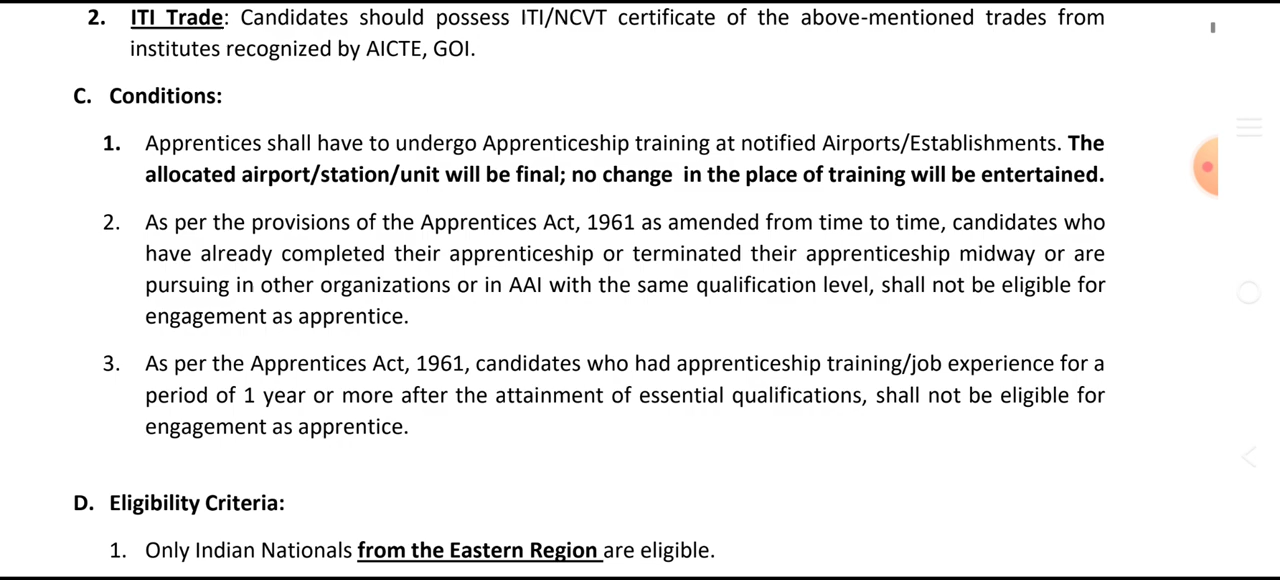 2. ITI Trade: Candidates should possess ITI/NCVT certificate of the above-mentioned trades from
institutes recognized by AICTE, GOI.
C. Conditions:
1. Apprentices shall have to undergo Apprenticeship training at notified Airports/Establishments. The
allocated airport/station/unit will be final; no change in the place of training will be entertained.
2. As per the provisions of the Apprentices Act, 1961 as amended from time to time, candidates who
have already completed their apprenticeship or terminated their apprenticeship midway or are
pursuing in other organizations or in AAI with the same qualification level, shall not be eligible for
engagement as apprentice.
3. As per the Apprentices Act, 1961, candidates who had apprenticeship training/job experience for a
period of 1 year or more after the attainment of essential qualifications, shall not be eligible for
engagement as apprentice.
D. Eligibility Criteria:
1. Only Indian Nationals from the Eastern Region are eligible.